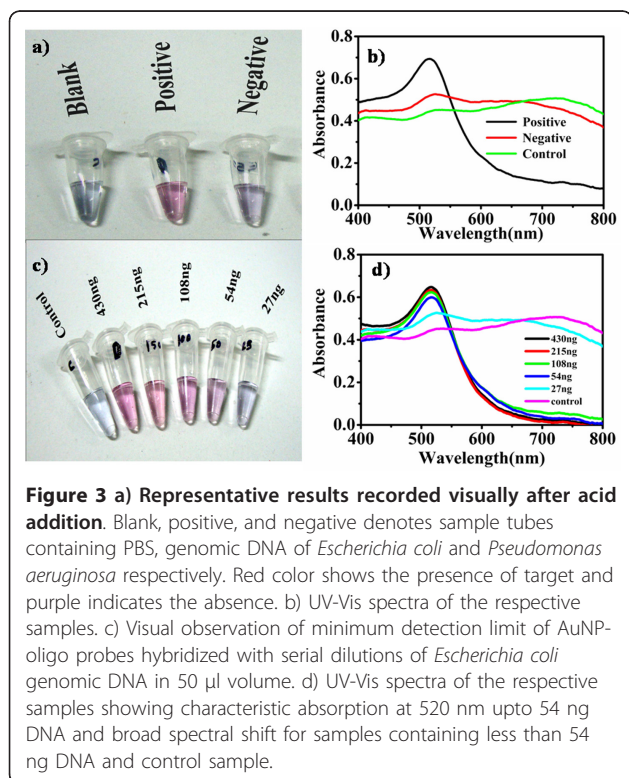 a)
Blank
Positive
Negative
b)
Absorbance
0.8
0.6
0.4
0.2
0.0
Positive
Negative
Control
400 500 600 700 800
Wavelength(nm)
c)
Control
430ng
215ng
108ng
54ng
27ng
150
100
50
d)
Absorbance
0.8
0.6
0.4
0.2
0.0
430ng
215ng
108ng
54ng
27ng
control
400 500 600 700 800
Wavelength(nm)
Figure 3 a) Representative results recorded visually after acid
addition. Blank, positive, and negative denotes sample tubes
containing PBS, genomic DNA of Escherichia coli and Pseudomonas
aeruginosa respectively. Red color shows the presence of target and
purple indicates the absence. b) UV-Vis spectra of the respective
samples. c) Visual observation of minimum detection limit of AuNP-
oligo probes hybridized with serial dilutions of Escherichia coli
genomic DNA in 50 μl volume. d) UV-Vis spectra of the respective
samples showing characteristic absorption at 520 nm upto 54 ng
DNA and broad spectral shift for samples containing less than 54
ng DNA and control sample.